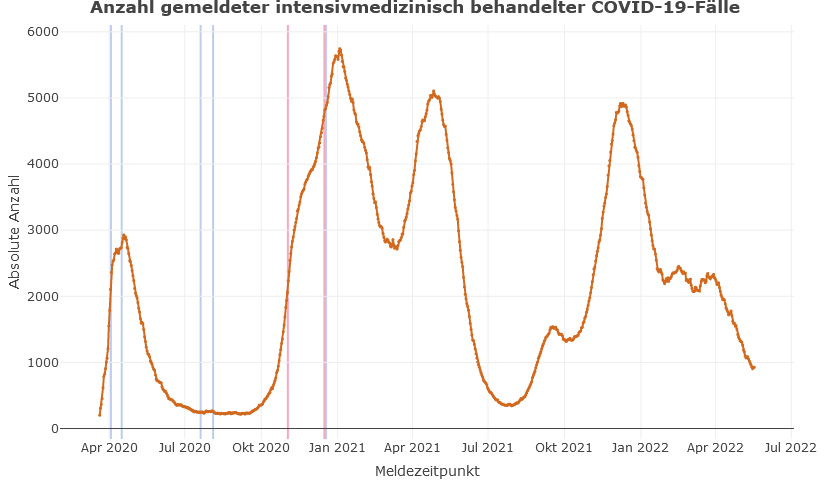 Anzahl gemeldeter intensivmedizinisch behandelter COVID-19-Fälle
6000
5000
4000
3000
2000
1000
0
Absolute Anzahl
Apr 2020 Jul 2020 Okt 2020 Jan 2021 Apr 2021 Jul 2021 Okt 2021 Jan 2022 Apr 2022 Jul 2022
Meldezeitpunkt